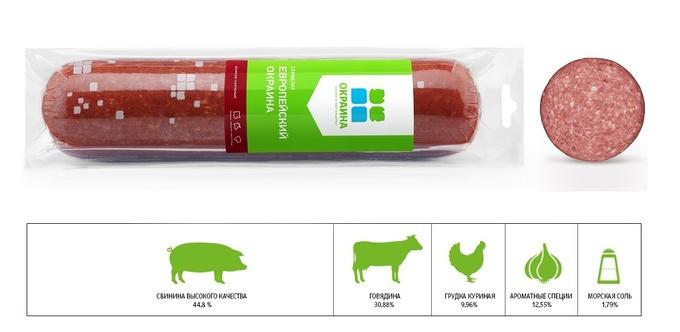 СЕРВЕЛАТ
ЕВРОПЕЙСКИЙ
ОКРАИНА
ОКРАИНА
СВИНИНА ВЫСОКОГО КАЧЕСТВА
44,8 %
ГОВЯДИНА
30,88%
ГРУДКА КУРИНАЯ
9,96%
АРОМАТНЫЕ СПЕЦИИ
12,55%
МОРСКАЯ СОЛЬ
1,79%